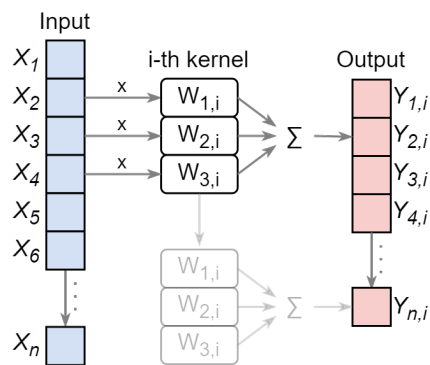 Input
i-th kernel
Output
X1
X2
X3
X4
X5
X6
Xn
x
x
x
W1,i
W2,i
W3,i
Σ
W1,i
W2,i
W3,i
Σ
Y1,i
Y2,i
Y3,i
Y4,i
Yn,i